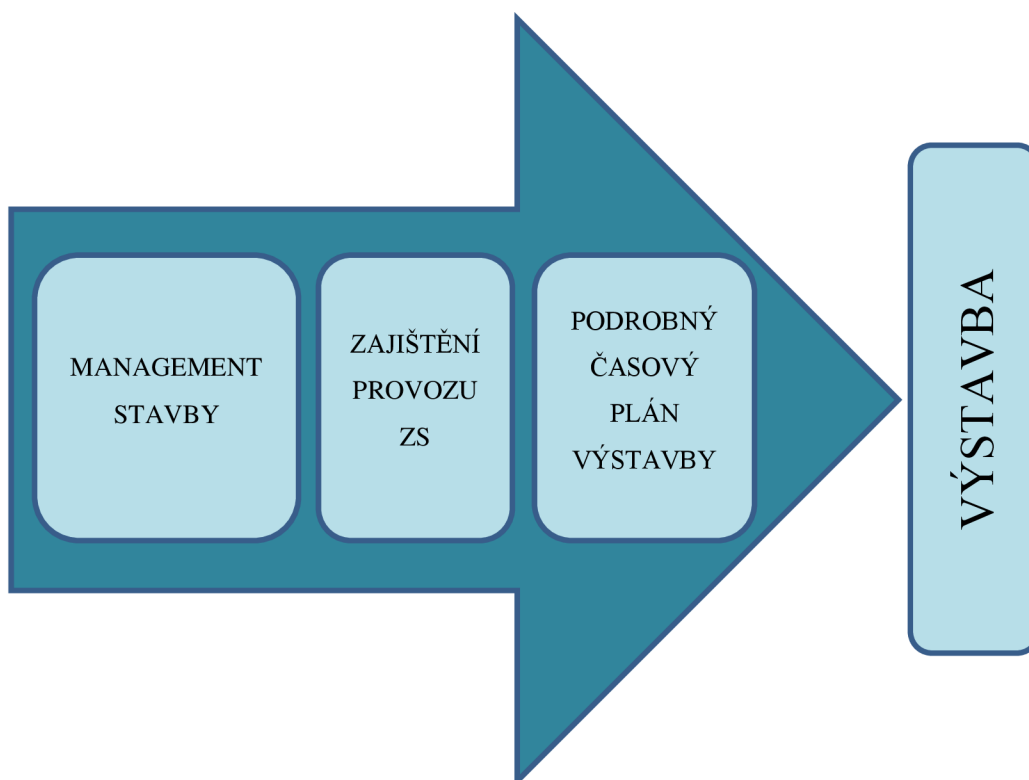 MANAGEMENT
STAVBY
ZAJIŠTĚNÍ
PROVOZU
ZS
PODROBNÝ
ČASOVÝ
PLÁN
VÝSTAVBY
VÝSTAVBA